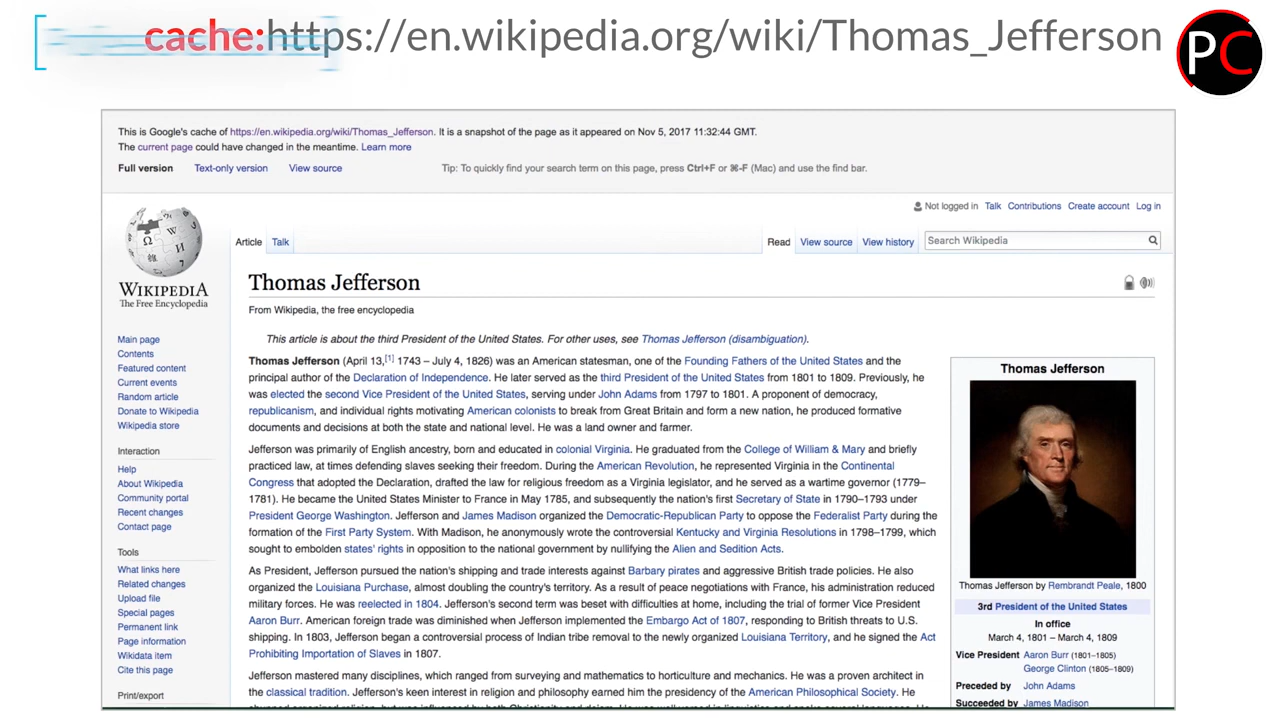 cache:https://en.wikipedia.org/wiki/Thomas_Jefferson
PC
This is Google's cache of https://en.wikipedia.org/wiki/Thomas_Jefferson. It is a snapshot of the page as it appeared on Nov 5, 2017 11:32:44 GMT.
The current page could have changed in the meantime. Learn more
Full version Text-only version View source Tip: To quickly find your search term on this page, press Ctrl+F or ⌘-F (Mac) and use the find bar.
Not logged in Talk Contributions Create account Log in
Article Talk Read View source View history Search Wikipedia
WIKIPEDIA
The Free Encyclopedia
Main page
Contents
Featured content
Current events
Random article
Donate to Wikipedia
Wikipedia store
Interaction
Help
About Wikipedia
Community portal
Recent changes
Contact page
Tools
What links here
Related changes
Upload file
Special pages
Permanent link
Page information
Wikidata item
Cite this page
Print/export
Thomas Jefferson
From Wikipedia, the free encyclopedia
This article is about the third President of the United States. For other uses, see Thomas Jefferson (disambiguation).
Thomas Jefferson (April 13,[1] 1743 – July 4, 1826) was an American statesman, one of the Founding Fathers of the United States and the
principal author of the Declaration of Independence. He later served as the third President of the United States from 1801 to 1809. Previously, he
was elected the second Vice President of the United States, serving under John Adams from 1797 to 1801. A proponent of democracy,
republicanism, and individual rights motivating American colonists to break from Great Britain and form a new nation, he produced formative
documents and decisions at both the state and national level. He was a land owner and farmer.
Jefferson was primarily of English ancestry, born and educated in colonial Virginia. He graduated from the College of William & Mary and briefly
practiced law, at times defending slaves seeking their freedom. During the American Revolution, he represented Virginia in the Continental
Congress that adopted the Declaration, drafted the law for religious freedom as a Virginia legislator, and he served as a wartime governor (1779–
1781). He became the United States Minister to France in May 1785, and subsequently the nation's first Secretary of State in 1790–1793 under
President George Washington. Jefferson and James Madison organized the Democratic-Republican Party to oppose the Federalist Party during the
formation of the First Party System. With Madison, he anonymously wrote the controversial Kentucky and Virginia Resolutions in 1798–1799, which
sought to embolden states' rights in opposition to the national government by nullifying the Alien and Sedition Acts.
As President, Jefferson pursued the nation's shipping and trade interests against Barbary pirates and aggressive British trade policies. He also
organized the Louisiana Purchase, almost doubling the country's territory. As a result of peace negotiations with France, his administration reduced
military forces. He was reelected in 1804. Jefferson's second term was beset with difficulties at home, including the trial of former Vice President
Aaron Burr. American foreign trade was diminished when Jefferson implemented the Embargo Act of 1807, responding to British threats to U.S.
shipping. In 1803, Jefferson began a controversial process of Indian tribe removal to the newly organized Louisiana Territory, and he signed the Act
Prohibiting Importation of Slaves in 1807.
Jefferson mastered many disciplines, which ranged from surveying and mathematics to horticulture and mechanics. He was a proven architect in
the classical tradition. Jefferson's keen interest in religion and philosophy earned him the presidency of the American Philosophical Society. He
Thomas Jefferson
Thomas Jefferson by Rembrandt Peale, 1800
3rd President of the United States
In office
March 4, 1801 – March 4, 1809
Vice President Aaron Burr (1801–1805)
George Clinton (1805–1809)
Preceded by John Adams
Succeeded by James Madison